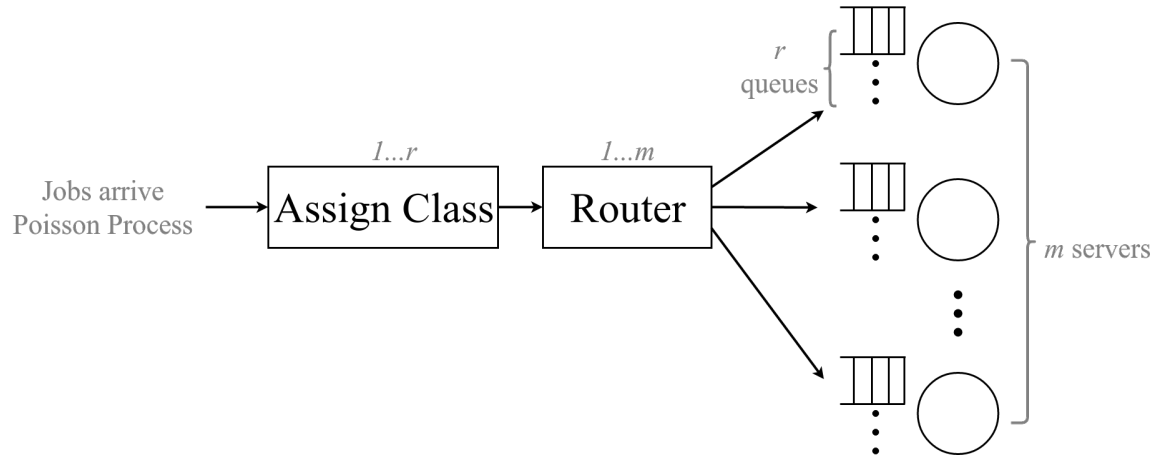 Jobs arrive
Poisson Process
1...r
Assign Class
1...m
Router
r
queues
m servers